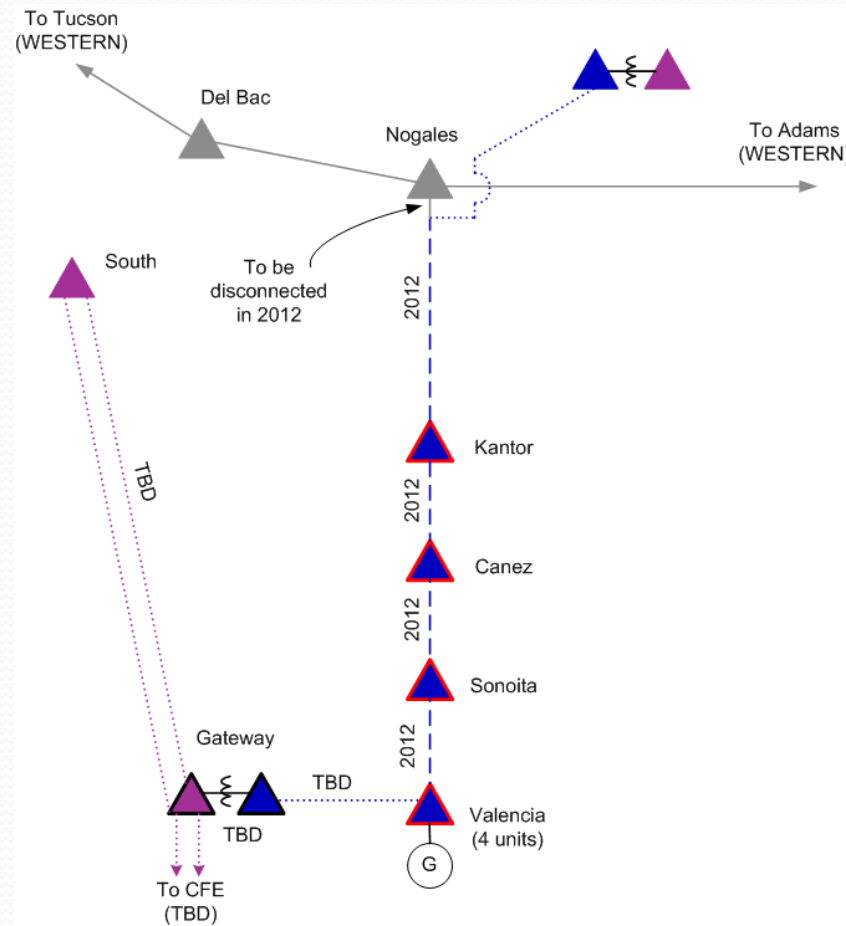 To Tucson
(WESTERN)
Del Bac
Nogales
To Adams
(WESTERN)
South
To be
disconnected
in 2012
2012
TBD
Kantor
2012
Canez
2012
Sonoita
2012
Gateway
TBD
TBD
Valencia
(4 units)
G
To CFE
(TBD)